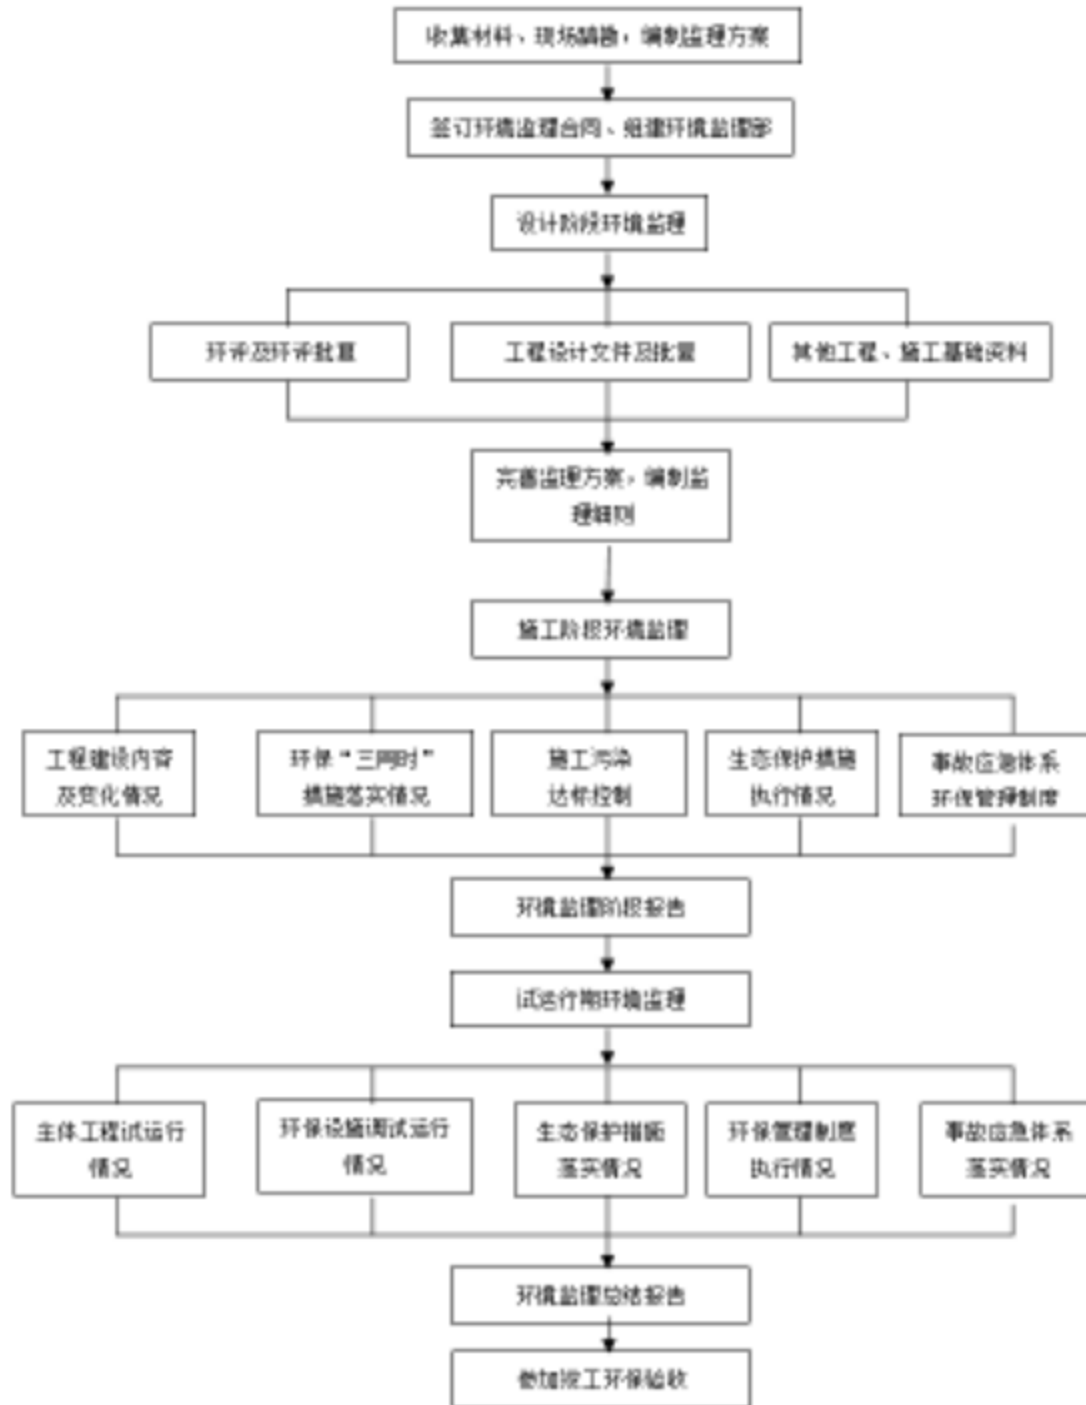 收集材料、现场踏勘，编制监理方案
签订环境监理合同、组建环境监理部
设计阶段环境监理
环评及环评批复
工程设计文件及批复
其他工程、施工基础资料
完善监理方案，编制监
理细则
施工阶段环境监理
工程建设内容
及变化情况
环保“三同时”
措施落实情况
施工污染
达标控制
生态保护措施
执行情况
事故应急体系
环保管理制度
环境监理阶段报告
试运行期环境监理
主体工程试运行
情况
环保设施调试运行
情况
生态保护措施
落实情况
环保管理制度
执行情况
事故应急体系
落实情况
环境监理总结报告
参加竣工环保验收